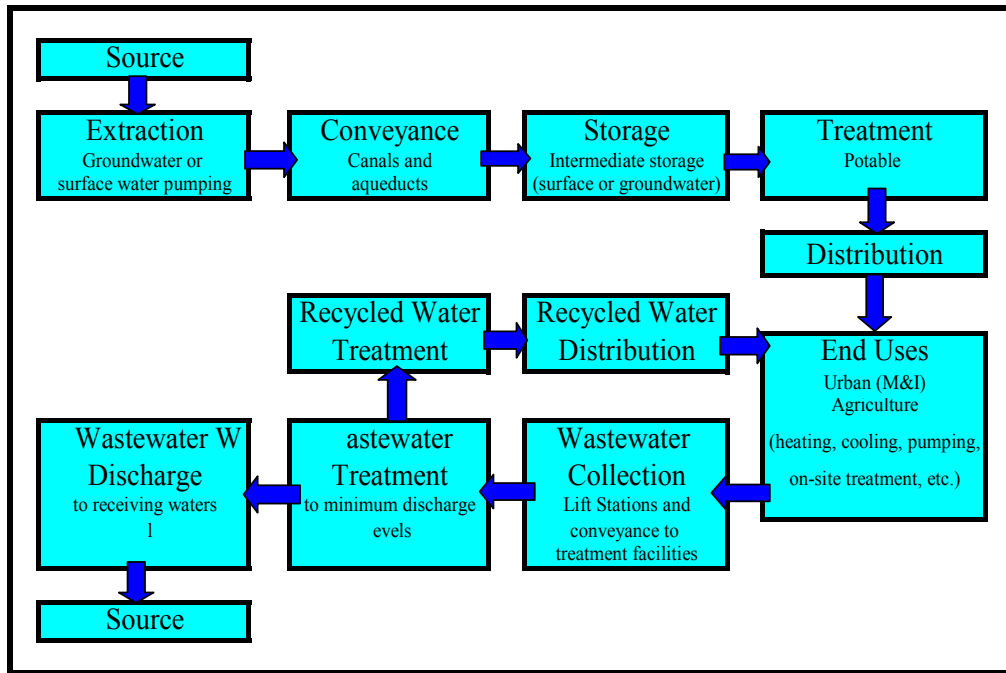 Source
Extraction
Groundwater or
surface water pumping
Conveyance
Canals and
aqueducts
Storage
Intermediate storage
(surface or groundwater)
Treatment
Potable
Distribution
Recycled Water
Treatment
Recycled Water
Distribution
End Uses
Urban (M&I)
Agriculture
(heating, cooling, pumping,
on-site treatment, etc.)
Wastewater W
Discharge
to receiving waters
l
astewater
Treatment
to minimum discharge
evels
Wastewater
Collection
Lift Stations and
conveyance to
treatment facilities
Source